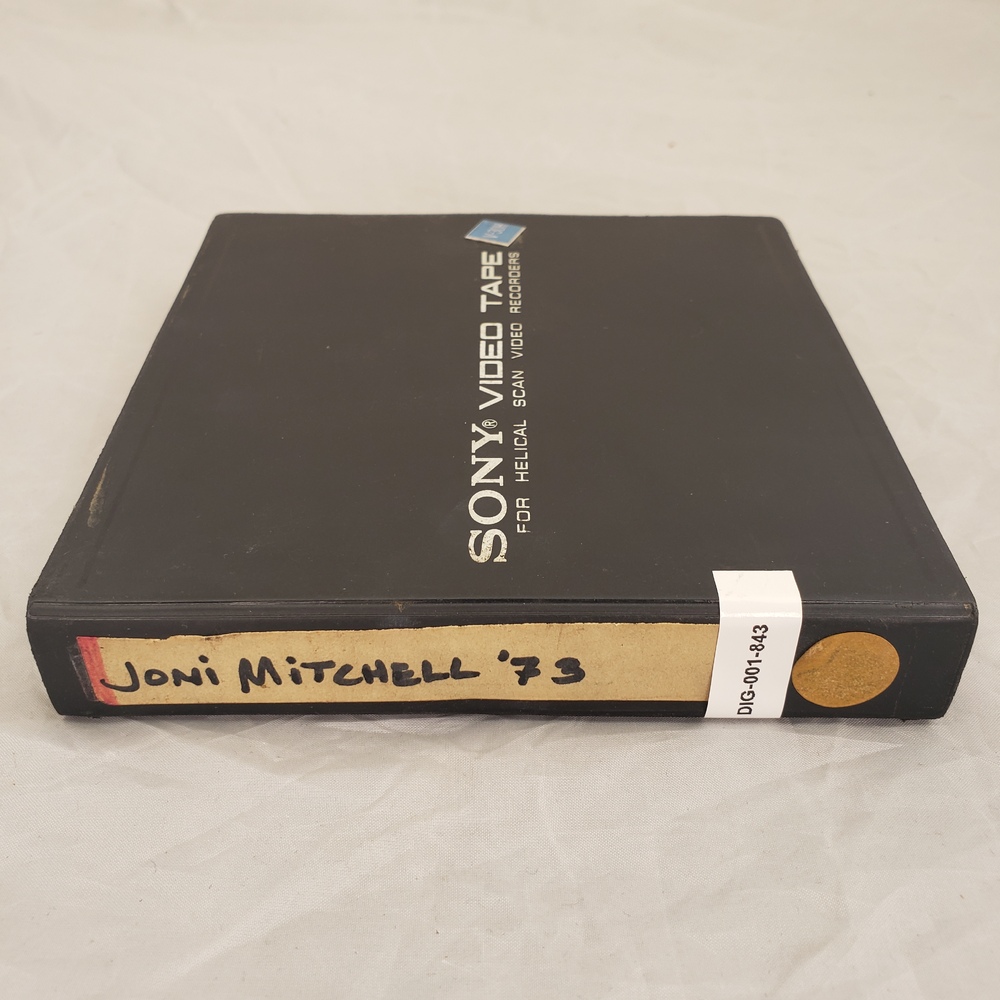 SONY® VIDEO TAPE
FOR HELICAL SCAN VIDEO RECORDERS
JONi MiTCHELL '73
DIG-001-843